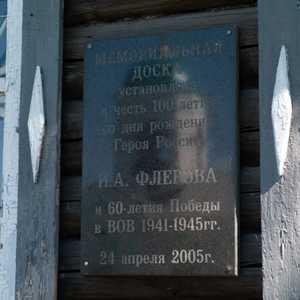 МЕМОРИАЛЬНАЯ
ДОСКА
установлена
в честь 100-летия
со дня рождения
Героя России
И.А. ФЛЕРОВА
и 60-летия Победы
в ВОВ 1941-1945гг.
24 апреля 2005г.